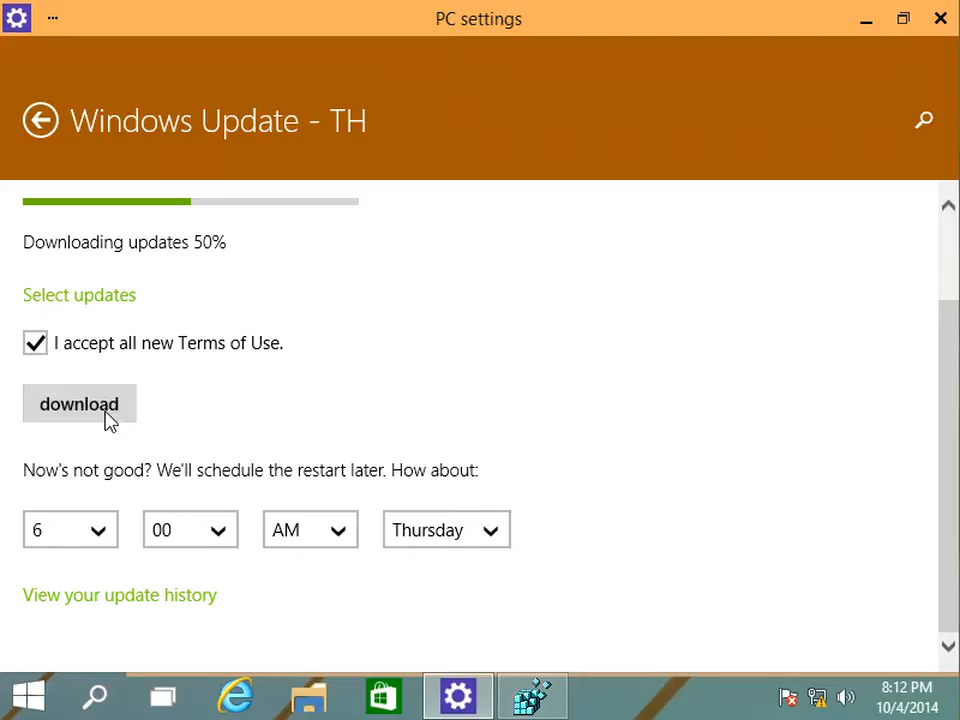 PC settings
Windows Update - TH
Downloading updates 50%
Select updates
I accept all new Terms of Use.
download
Now's not good? We'll schedule the restart later. How about:
6 00 AM Thursday
View your update history
8:12 PM
10/4/2014